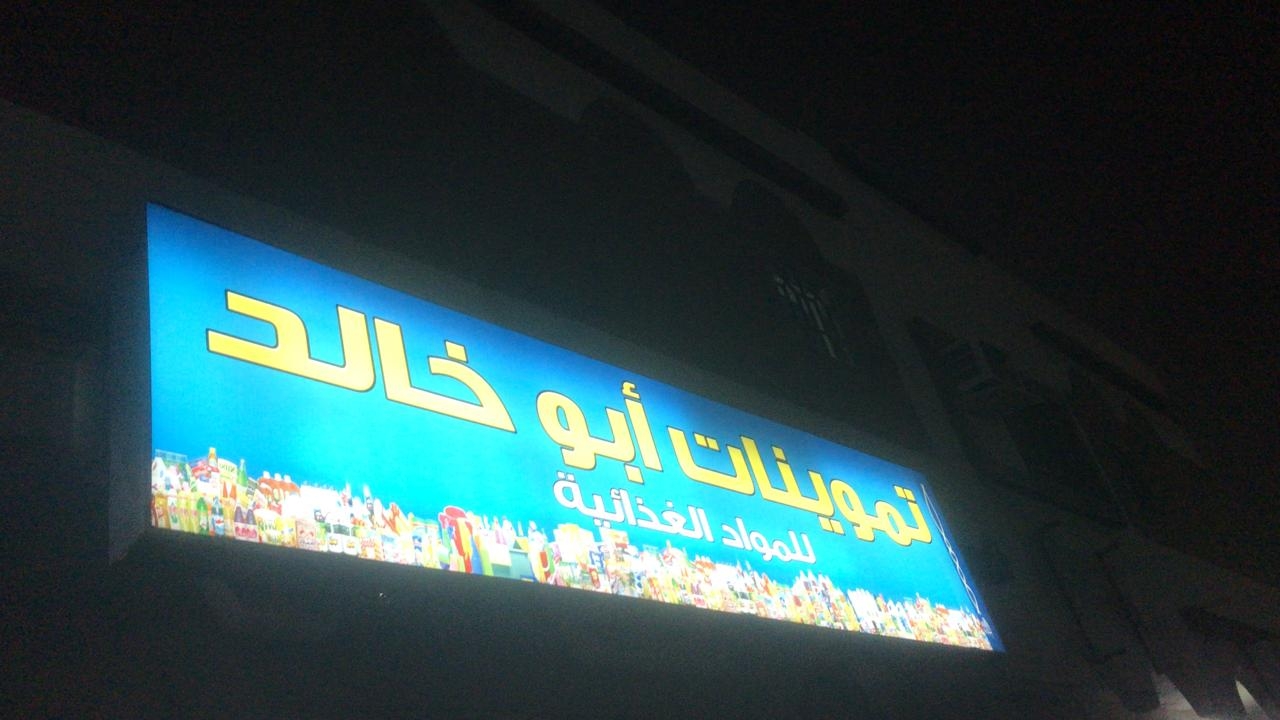 تموينات أبو خالد
للمواد الغذائية